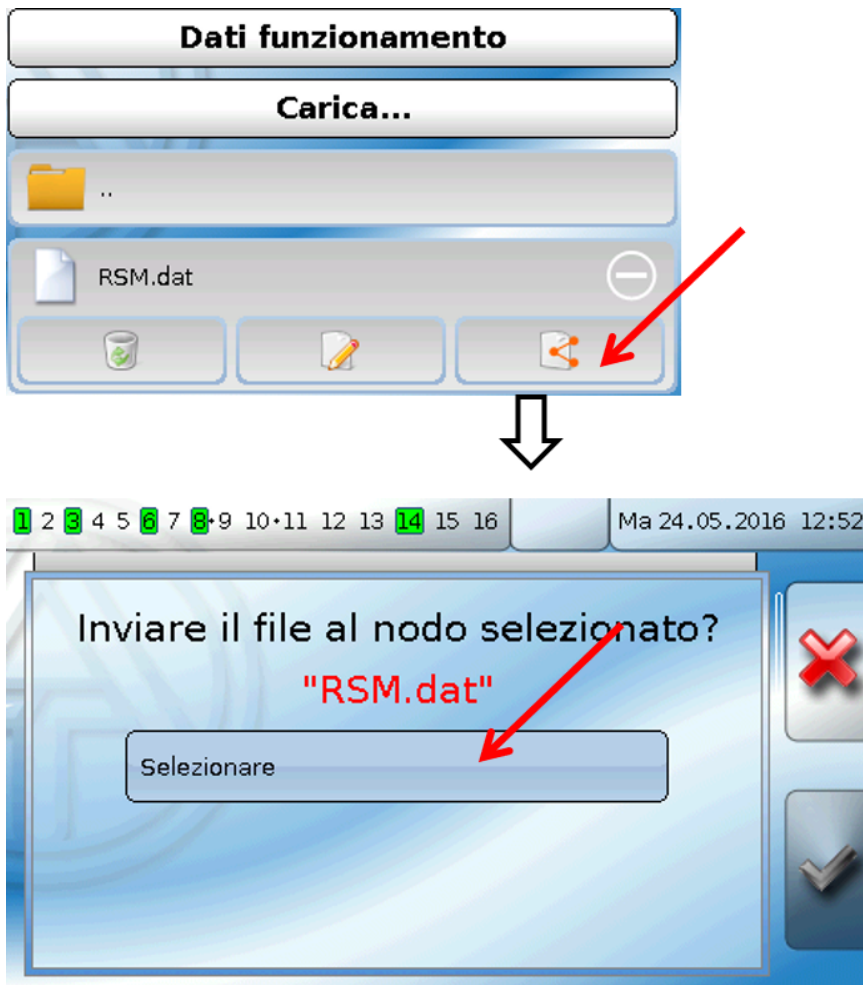 Dati funzionamento
Carica...
..
RSM.dat
1 2 3 4 5 6 7 8•9 10•11 12 13 14 15 16 Ma 24.05.2016 12:52
Inviare il file al nodo selezionato?
"RSM.dat"
Selezionare